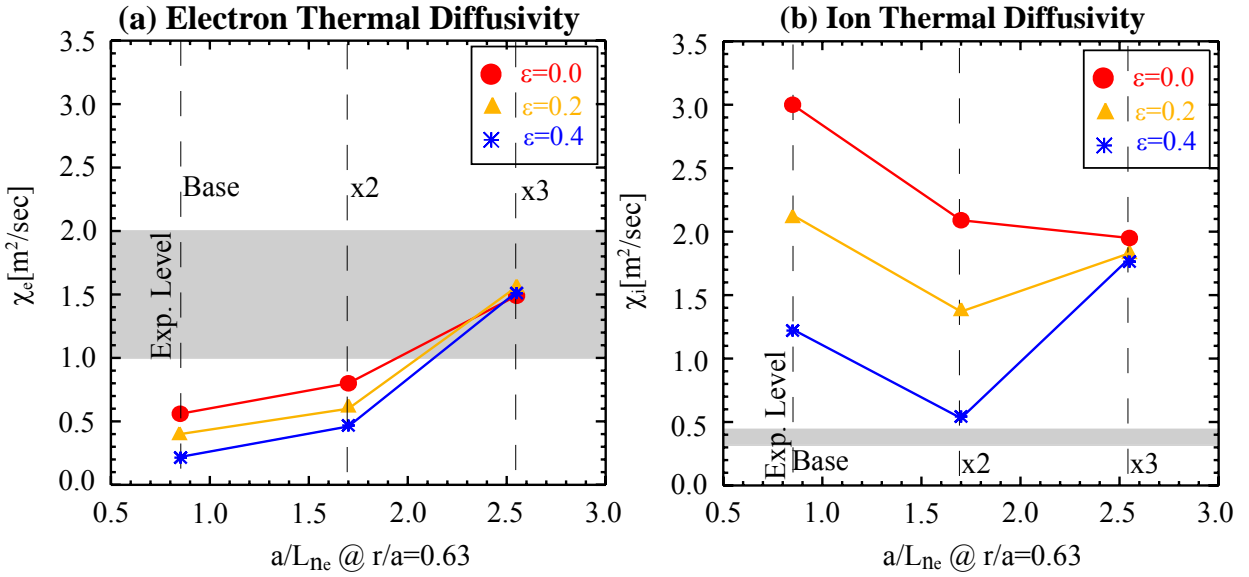 (a) Electron Thermal Diffusivity
3.5
3.0
2.5
2.0
1.5
1.0
0.5
0.0
χₑ[m²/sec]
ε=0.0
ε=0.2
ε=0.4
Base
x2
x3
Exp. Level
0.5 1.0 1.5 2.0 2.5 3.0
a/Lnₑ @ r/a=0.63
(b) Ion Thermal Diffusivity
3.5
3.0
2.5
2.0
1.5
1.0
0.5
0.0
χᵢ[m²/sec]
ε=0.0
ε=0.2
ε=0.4
Exp. Level
Base
x2
x3
0.5 1.0 1.5 2.0 2.5 3.0
a/Lnₑ @ r/a=0.63